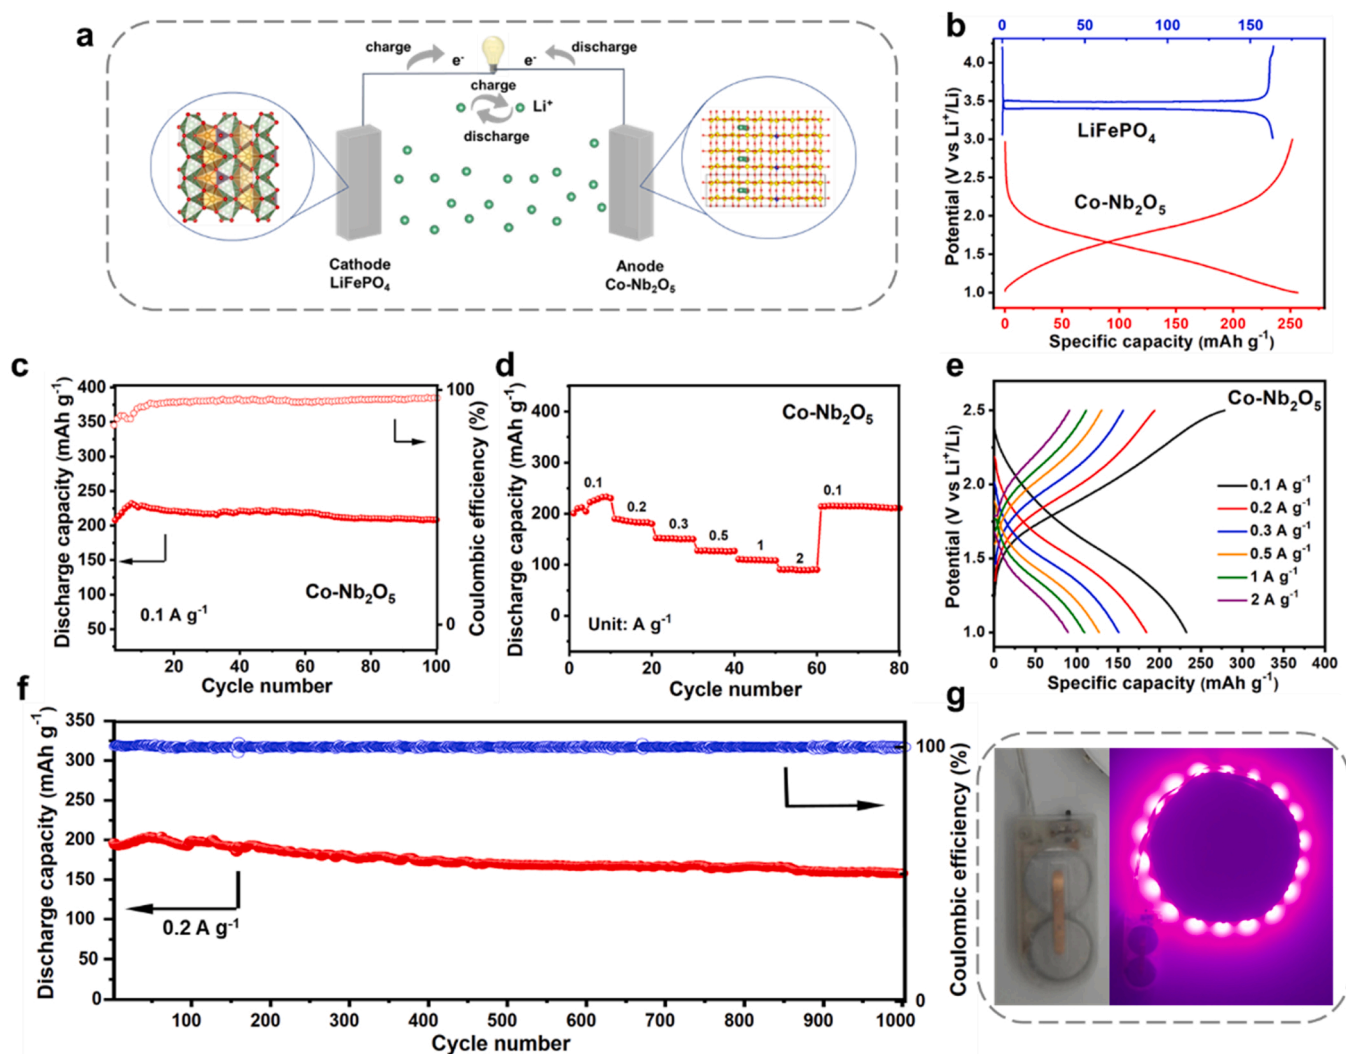 a
charge
e⁻
e⁻
discharge
charge
Li⁺
discharge
Cathode
LiFePO₄
Anode
Co-Nb₂O₅
b
0 50 100 150
4.0
3.5
3.0
2.5
2.0
1.5
1.0
Potential (V vs Li⁺/Li)
LiFePO₄
Co-Nb₂O₅
0 50 100 150 200 250
Specific capacity (mAh g⁻¹)
c
400
350
300
250
200
150
100
50
Discharge capacity (mAh g⁻¹)
100
0
Coulombic efficiency (%)
Co-Nb₂O₅
0.1 A g⁻¹
20 40 60 80 100
Cycle number
d
400
300
200
100
0
Discharge capacity (mAh g⁻¹)
Co-Nb₂O₅
0.1
0.2
0.3
0.5
1
2
0.1
Unit: A g⁻¹
0 20 40 60 80
Cycle number
e
2.5
2.0
1.5
1.0
Potential (V vs Li⁺/Li)
Co-Nb₂O₅
0.1 A g⁻¹
0.2 A g⁻¹
0.3 A g⁻¹
0.5 A g⁻¹
1 A g⁻¹
2 A g⁻¹
0 50 100 150 200 250 300 350 400
Specific capacity (mAh g⁻¹)
f
350
300
250
200
150
100
50
0
Discharge capacity (mAh g⁻¹)
100
0
Coulombic efficiency (%)
0.2 A g⁻¹
100 200 300 400 500 600 700 800 900 1000
Cycle number
g